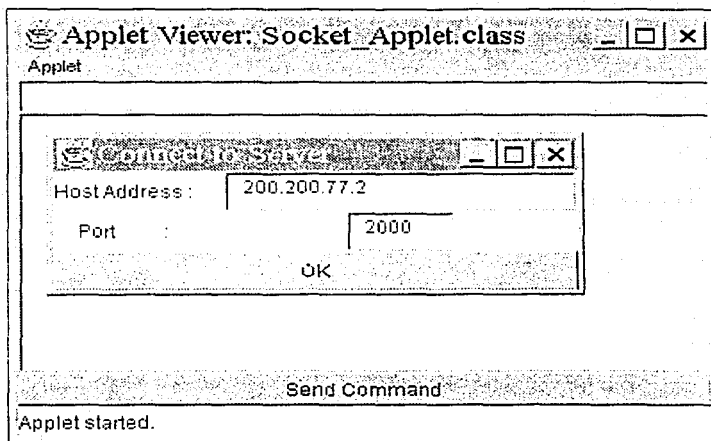 Applet Viewer: Socket_Applet.class
Applet
Connect to Server
Host Address : 200.200.77.2
Port : 2000
OK
Send Command
Applet started.